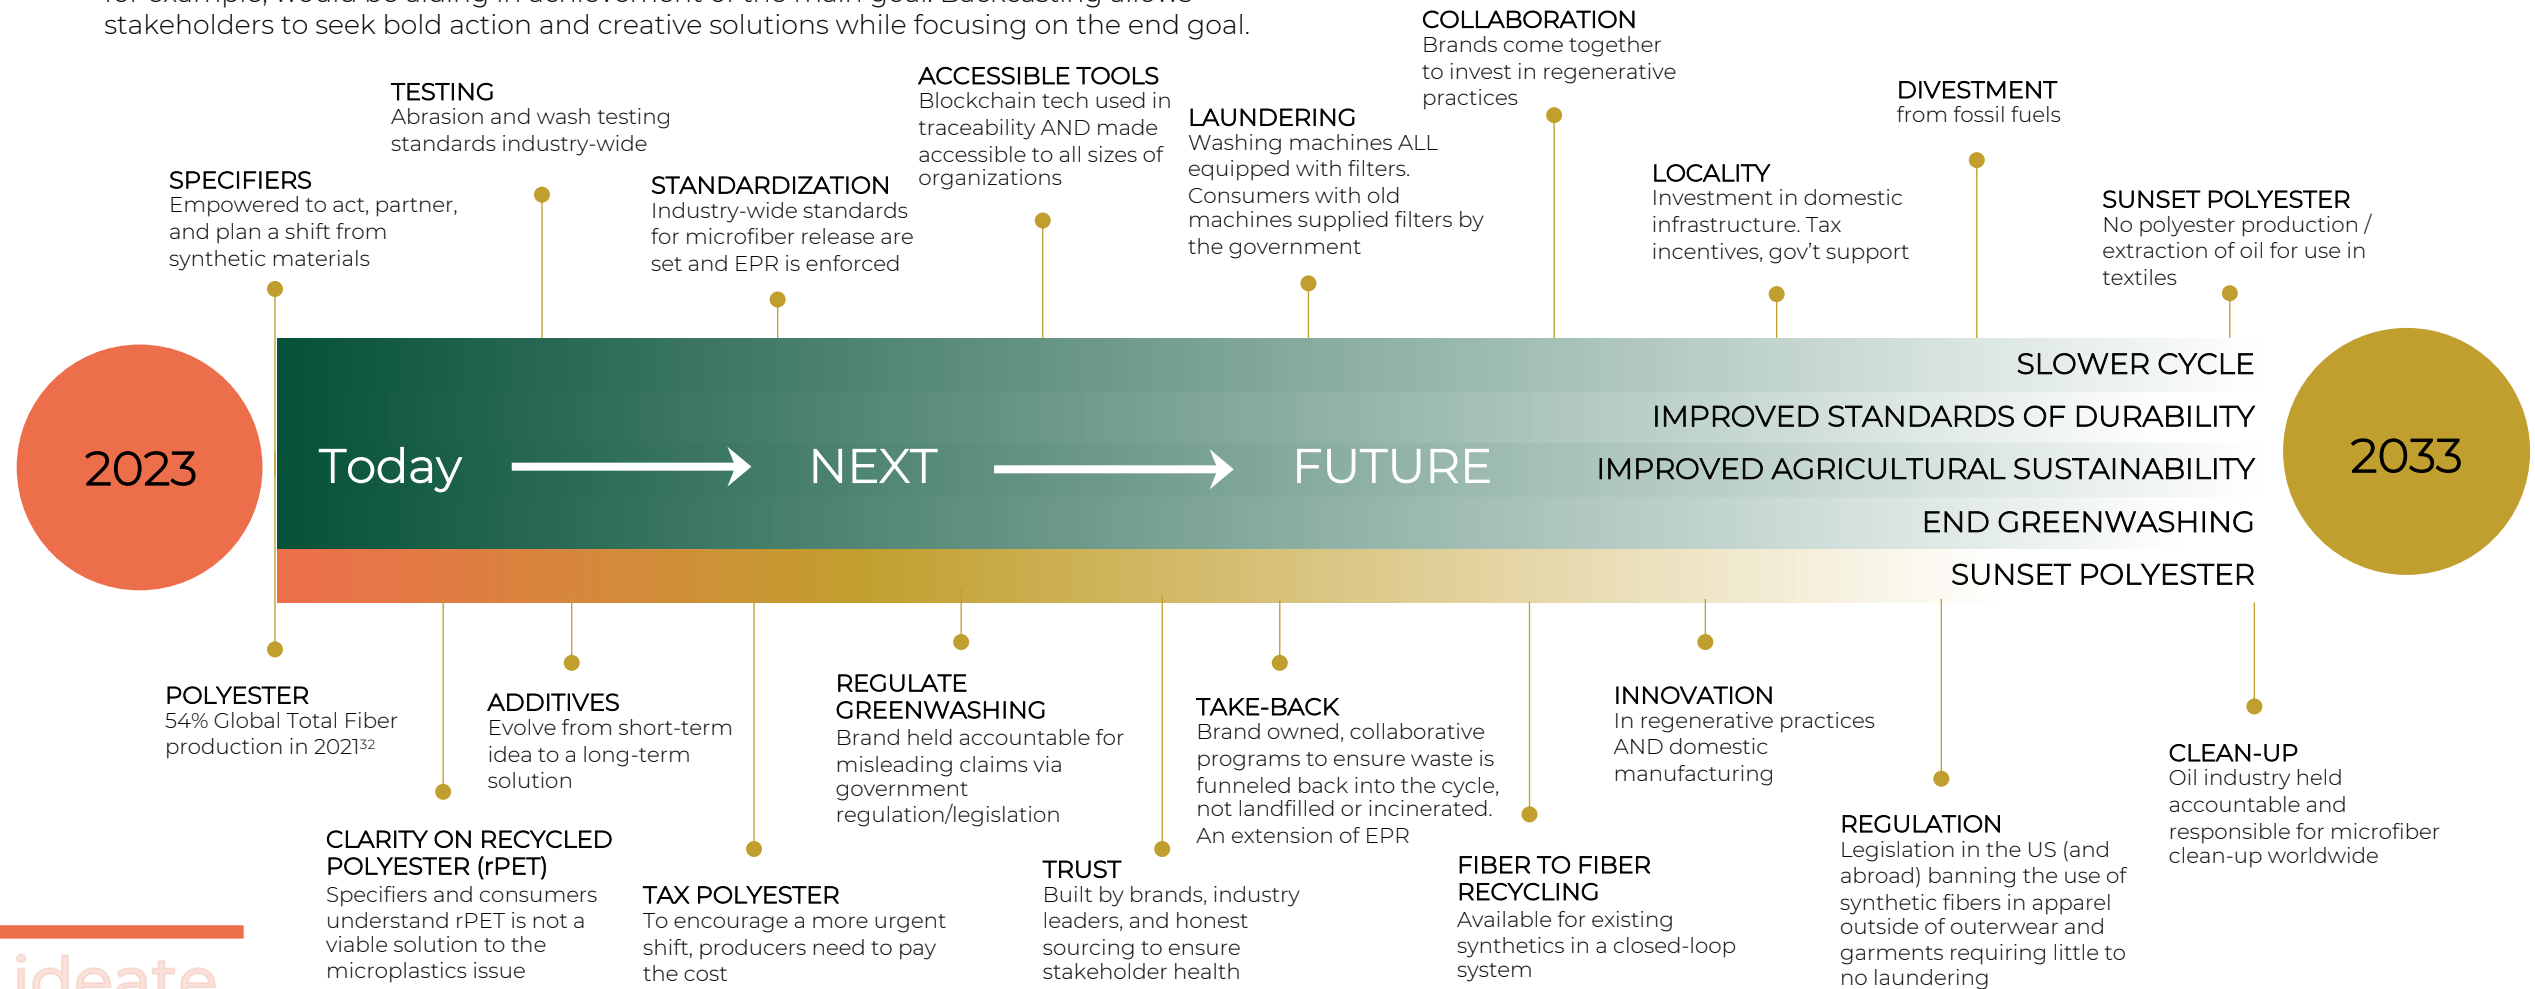 for example, would be aiding in achievement of the main goal. Backcasting allows
stakeholders to seek bold action and creative solutions while focusing on the end goal.
SPECIFIERS
Empowered to act, partner,
and plan a shift from
synthetic materials
TESTING
Abrasion and wash testing
standards industry-wide
STANDARDIZATION
Industry-wide standards
for microfiber release are
set and EPR is enforced
ACCESSIBLE TOOLS
Blockchain tech used in
traceability AND made
accessible to all sizes of
organizations
LAUNDERING
Washing machines ALL
equipped with filters.
Consumers with old
machines supplied filters by
the government
COLLABORATION
Brands come together
to invest in regenerative
practices
LOCALITY
Investment in domestic
infrastructure. Tax
incentives, gov't support
DIVESTMENT
from fossil fuels
SUNSET POLYESTER
No polyester production /
extraction of oil for use in
textiles
2023
Today
NEXT
FUTURE
SLOWER CYCLE
IMPROVED STANDARDS OF DURABILITY
IMPROVED AGRICULTURAL SUSTAINABILITY
END GREENWASHING
SUNSET POLYESTER
2033
POLYESTER
54% Global Total Fiber
production in 2021³²
CLARITY ON RECYCLED
POLYESTER (rPET)
Specifiers and consumers
understand rPET is not a
viable solution to the
microplastics issue
ADDITIVES
Evolve from short-term
idea to a long-term
solution
TAX POLYESTER
To encourage a more urgent
shift, producers need to pay
the cost
REGULATE
GREENWASHING
Brand held accountable for
misleading claims via
government
regulation/legislation
TRUST
Built by brands, industry
leaders, and honest
sourcing to ensure
stakeholder health
TAKE-BACK
Brand owned, collaborative
programs to ensure waste is
funneled back into the cycle,
not landfilled or incinerated.
An extension of EPR
FIBER TO FIBER
RECYCLING
Available for existing
synthetics in a closed-loop
system
INNOVATION
In regenerative practices
AND domestic
manufacturing
REGULATION
Legislation in the US (and
abroad) banning the use of
synthetic fibers in apparel
outside of outerwear and
garments requiring little to
no laundering
CLEAN-UP
Oil industry held
accountable and
responsible for microfiber
clean-up worldwide
ideate